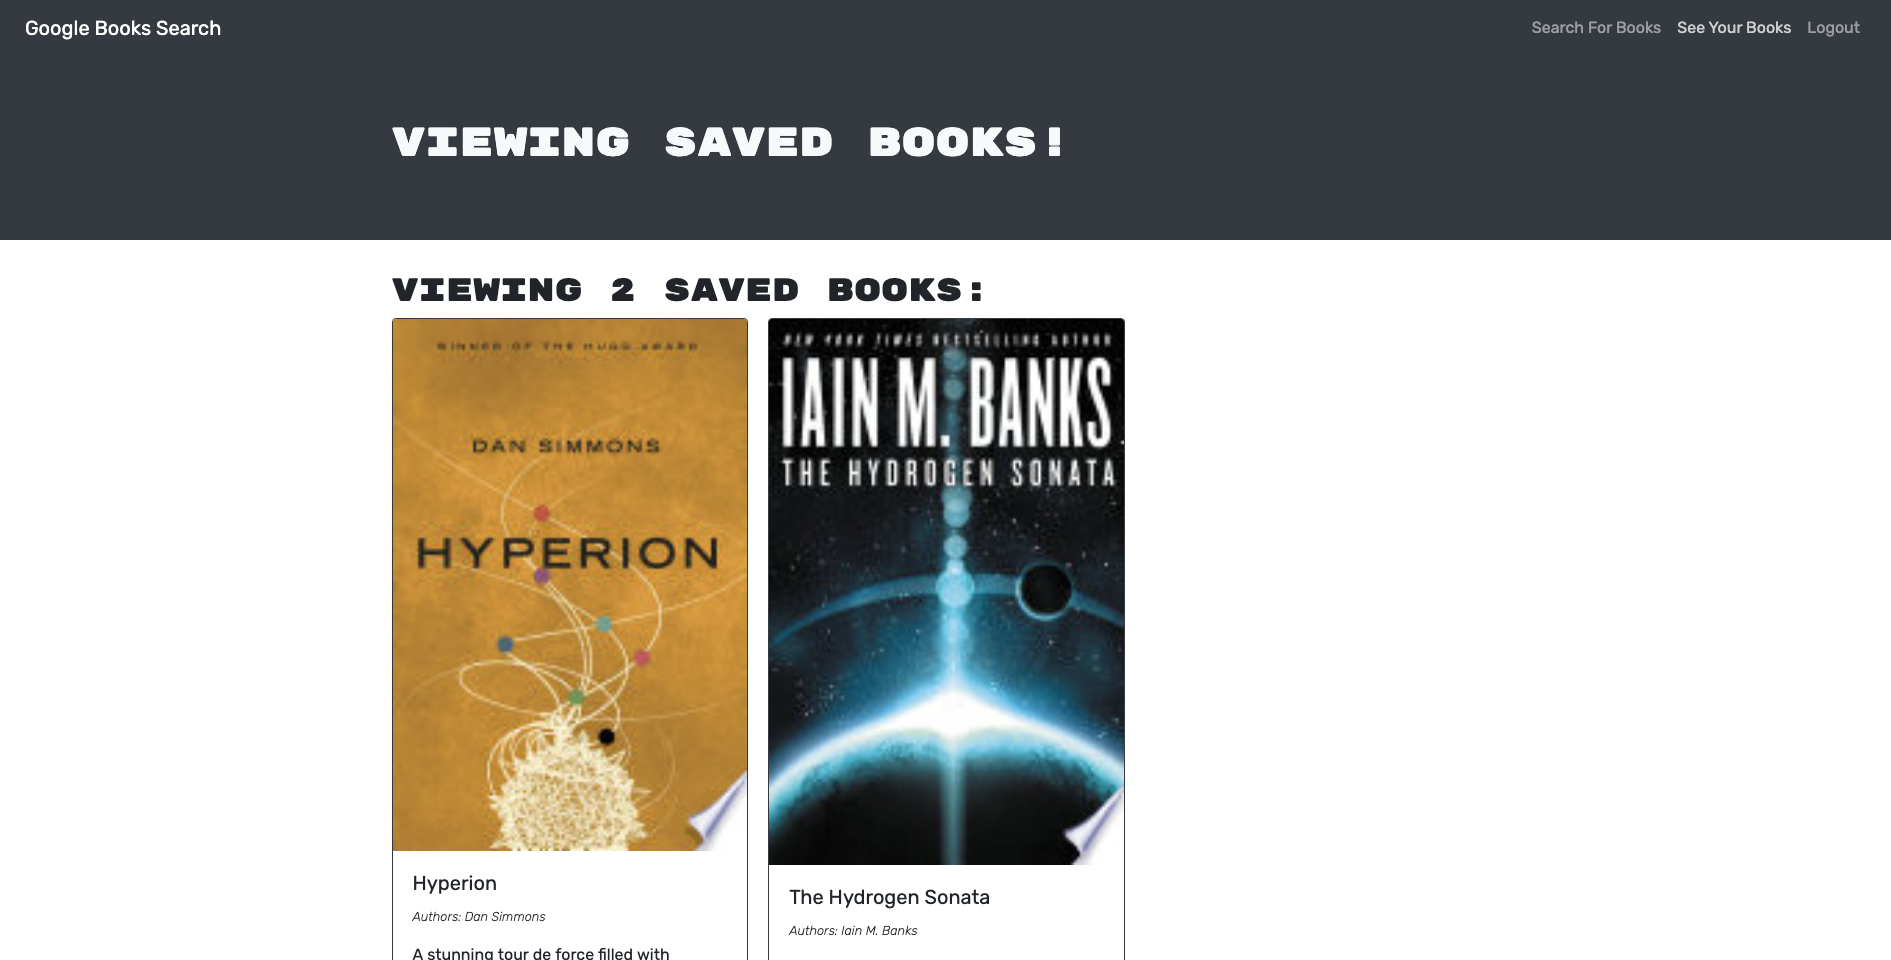 Google Books Search
Search For Books See Your Books Logout
VIEWING SAVED BOOKS!
VIEWING 2 SAVED BOOKS:
WINNER OF THE HUGO AWARD
DAN SIMMONS
HYPERION
Hyperion
Authors: Dan Simmons
A stunning tour de force filled with
NEW YORK TIMES BESTSELLING AUTHOR
IAIN M. BANKS
THE HYDROGEN SONATA
The Hydrogen Sonata
Authors: Iain M. Banks